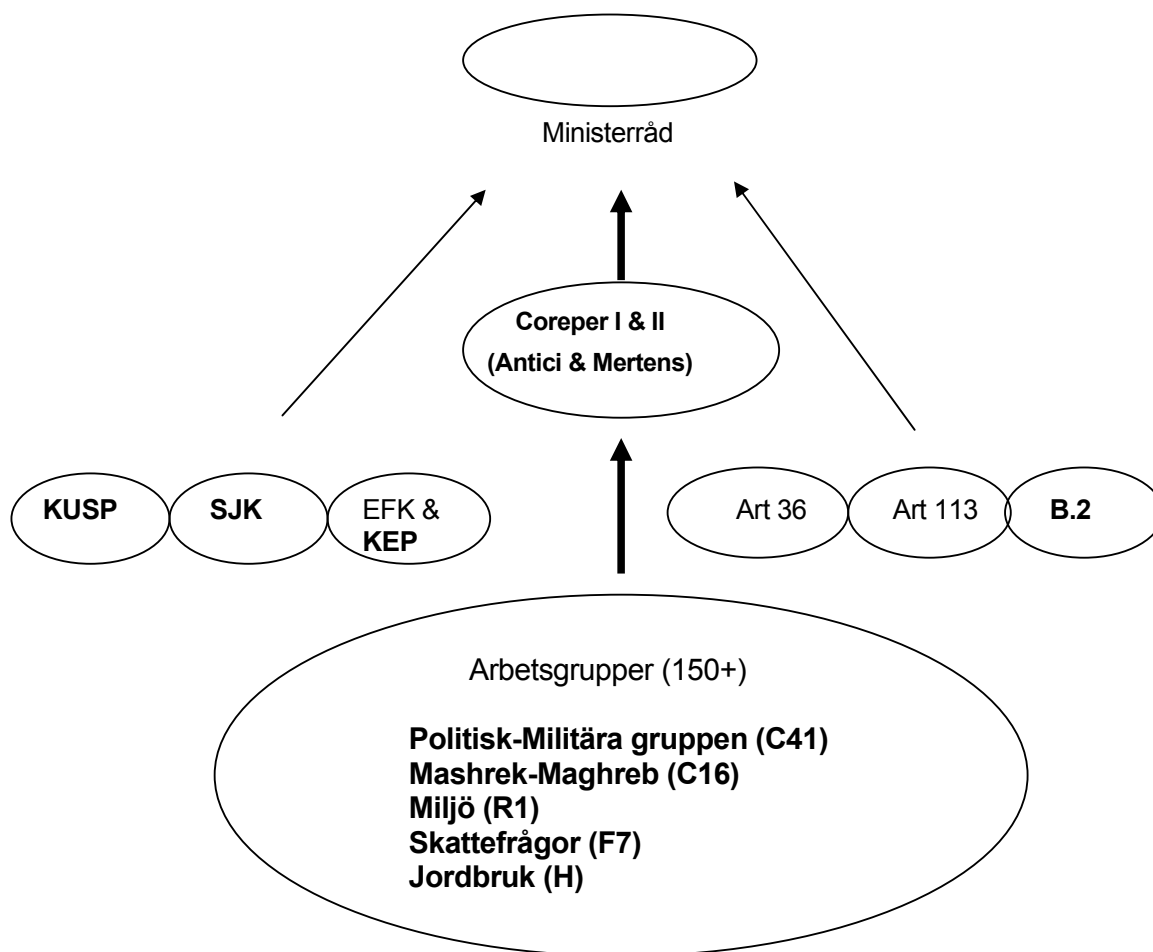 Ministerråd
Coreper I & II
(Antici & Mertens)
KUSP
SJK
EFK &
KEP
Art 36
Art 113
B.2
Arbetsgrupper (150+)
Politisk-Militära gruppen (C41)
Mashrek-Maghreb (C16)
Miljö (R1)
Skattefrågor (F7)
Jordbruk (H)